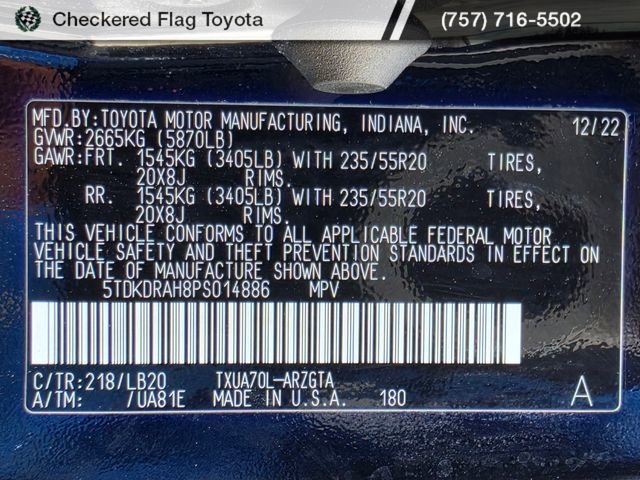 Checkered Flag Toyota (757) 716-5502
MFD.BY:TOYOTA MOTOR MANUFACTURING, INDIANA, INC. 12/22
GVWR:2665KG (5870LB)
GAWR:FRT. 1545KG (3405LB) WITH 235/55R20 TIRES,
20X8J RIMS.
RR. 1545KG (3405LB) WITH 235/55R20 TIRES,
20X8J RIMS.
THIS VEHICLE CONFORMS TO ALL APPLICABLE FEDERAL MOTOR
VEHICLE SAFETY AND THEFT PREVENTION STANDARDS IN EFFECT ON
THE DATE OF MANUFACTURE SHOWN ABOVE.
5TDKDRAH8PS014886 MPV
C/TR:218/LB20 TXUA70L-ARZGTA
A/TM: /UA81E MADE IN U.S.A. 180 A